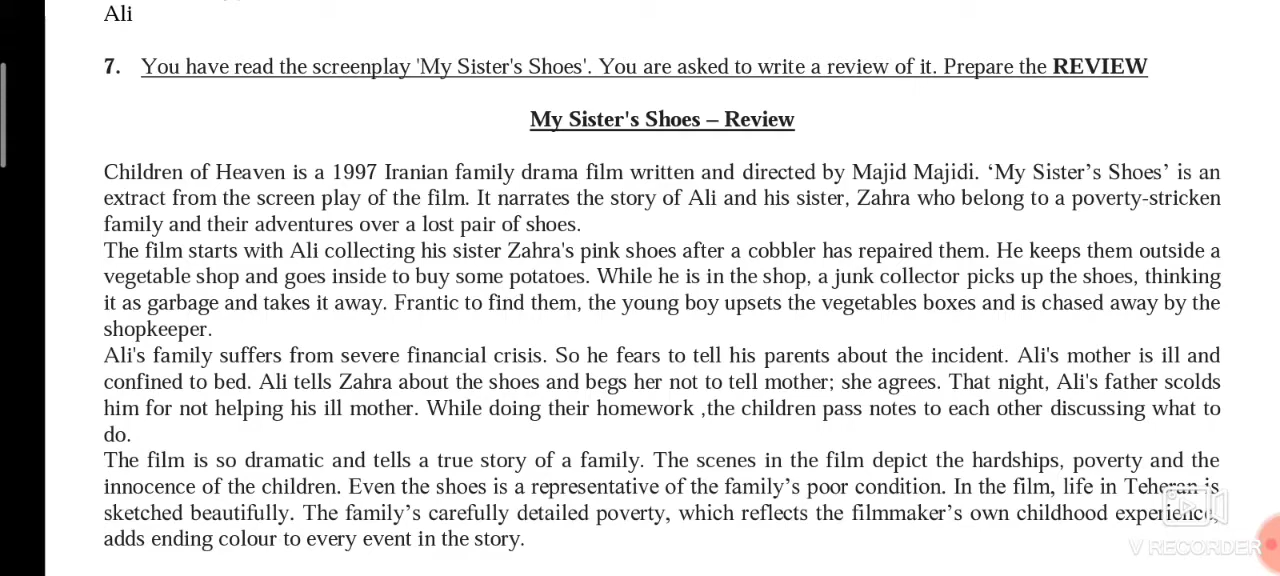 Ali
7. You have read the screenplay 'My Sister's Shoes'. You are asked to write a review of it. Prepare the REVIEW
My Sister's Shoes – Review
Children of Heaven is a 1997 Iranian family drama film written and directed by Majid Majidi. ‘My Sister’s Shoes’ is an
extract from the screen play of the film. It narrates the story of Ali and his sister, Zahra who belong to a poverty-stricken
family and their adventures over a lost pair of shoes.
The film starts with Ali collecting his sister Zahra's pink shoes after a cobbler has repaired them. He keeps them outside a
vegetable shop and goes inside to buy some potatoes. While he is in the shop, a junk collector picks up the shoes, thinking
it as garbage and takes it away. Frantic to find them, the young boy upsets the vegetables boxes and is chased away by the
shopkeeper.
Ali's family suffers from severe financial crisis. So he fears to tell his parents about the incident. Ali's mother is ill and
confined to bed. Ali tells Zahra about the shoes and begs her not to tell mother; she agrees. That night, Ali's father scolds
him for not helping his ill mother. While doing their homework ,the children pass notes to each other discussing what to
do.
The film is so dramatic and tells a true story of a family. The scenes in the film depict the hardships, poverty and the
innocence of the children. Even the shoes is a representative of the family’s poor condition. In the film, life in Teheran is
sketched beautifully. The family’s carefully detailed poverty, which reflects the filmmaker’s own childhood experience,
adds ending colour to every event in the story.
V RECORDER